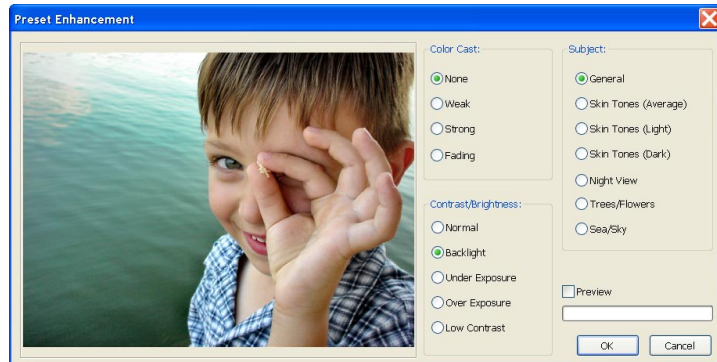 Preset Enhancement
Color Cast:
None
Weak
Strong
Fading
Contrast/Brightness:
Normal
Backlight
Under Exposure
Over Exposure
Low Contrast
Subject:
General
Skin Tones (Average)
Skin Tones (Light)
Skin Tones (Dark)
Night View
Trees/Flowers
Sea/Sky
Preview
OK
Cancel